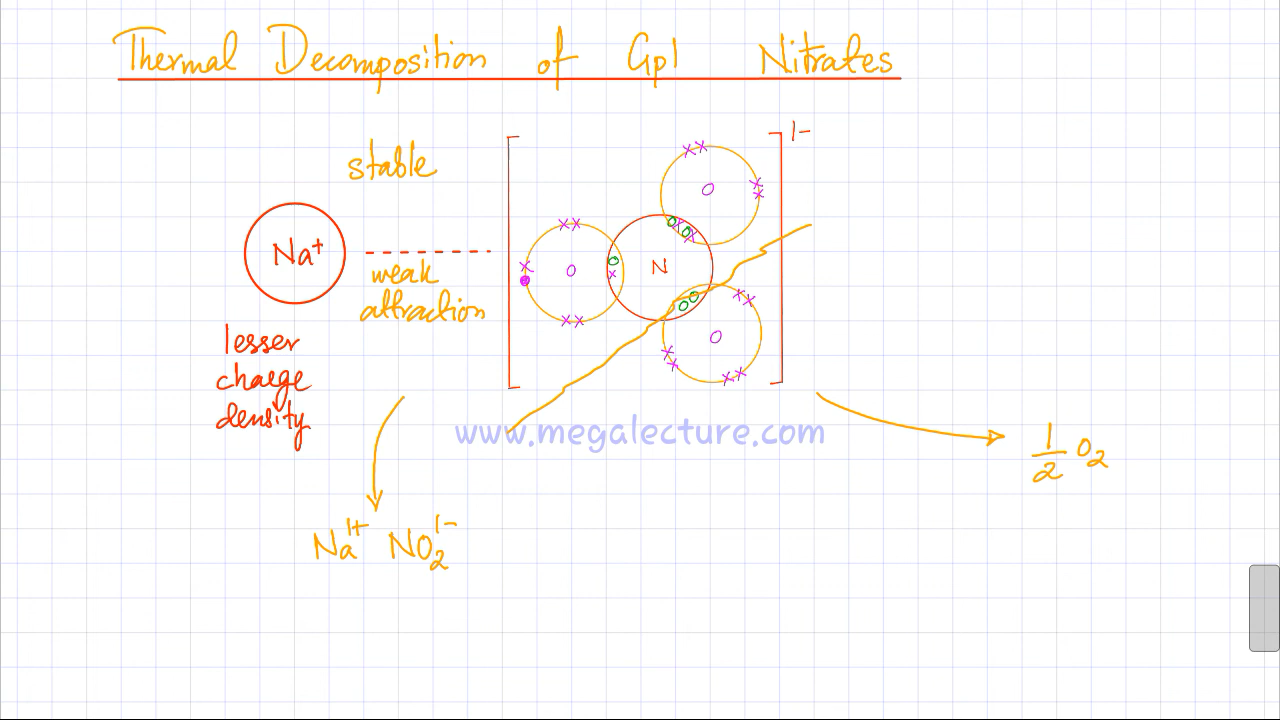 Thermal Decomposition of Gp1 Nitrates
1-
stable
O
Na⁺
O
N
weak
attraction
O
lesser
charge
density
www.megalecture.com
1/2 O₂
Na¹⁺ NO₂¹⁻